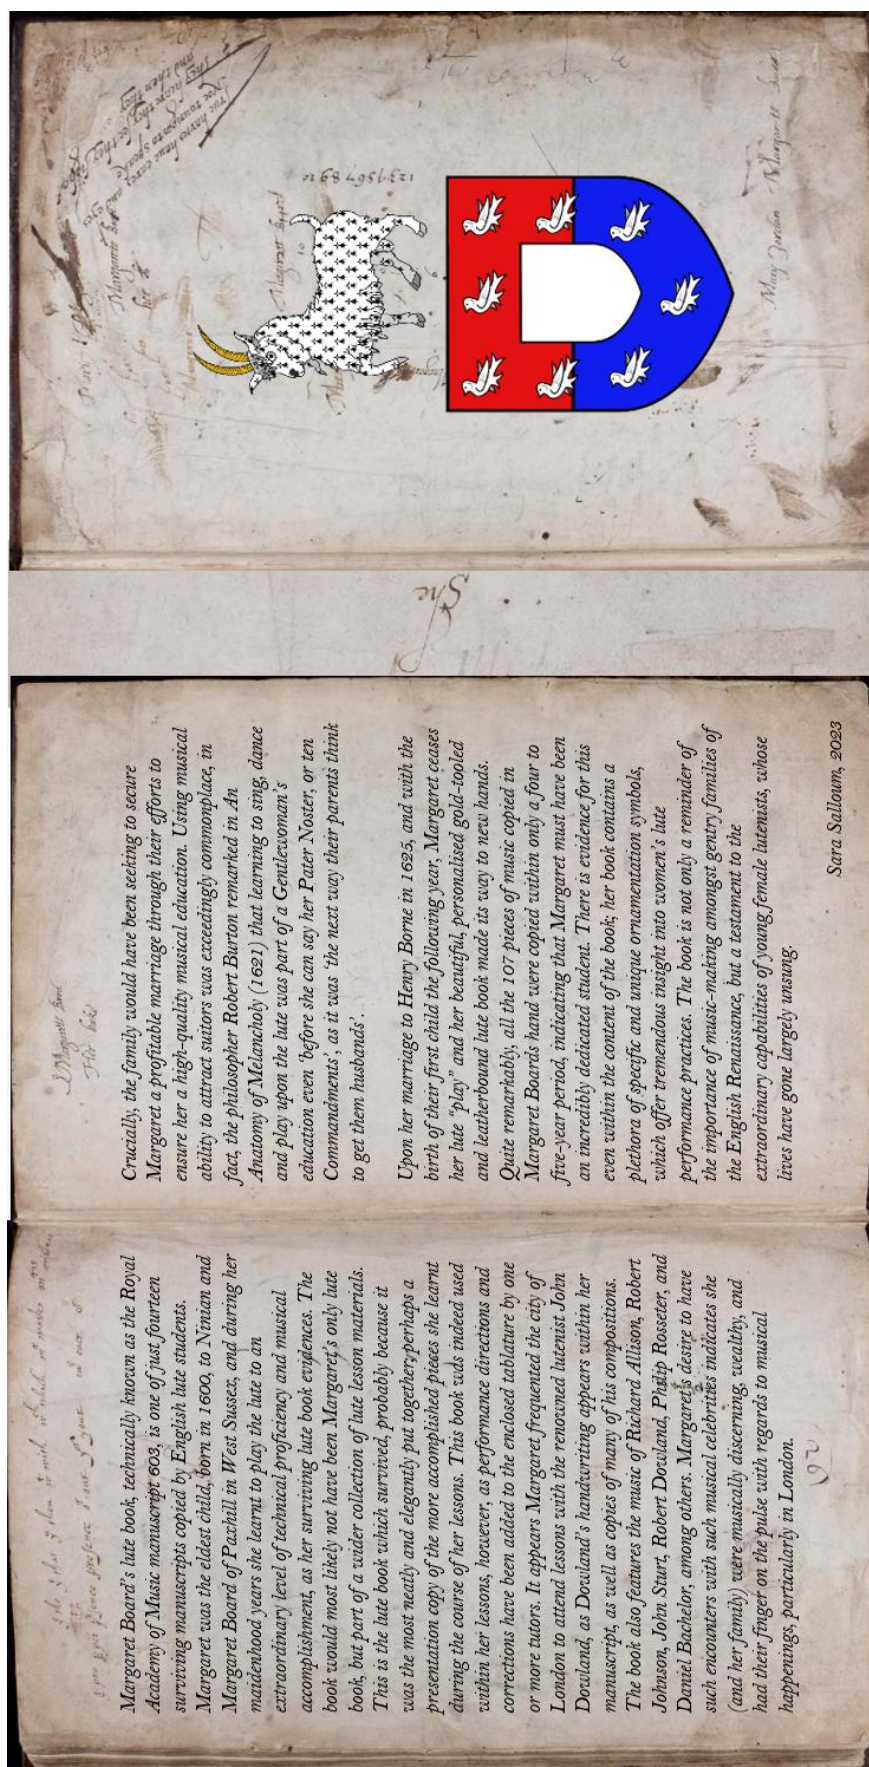 Margaret Board's lute book, technically known as the Royal
Academy of Music manuscript 603, is one of just fourteen
surviving manuscripts copied by English lute students.
Margaret was the eldest child, born in 1600, to Ninian and
Margaret Board of Paxhill in West Sussex, and during her
maidenhood years she learnt to play the lute to an
extraordinary level of technical proficiency and musical
accomplishment, as her surviving lute book evidences. The
book would most likely not have been Margaret's only lute
book, but part of a wider collection of lute lesson materials.
This is the lute book which survived, probably because it
was the most neatly and elegantly put together, perhaps a
presentation copy of the more accomplished pieces she learnt
during the course of her lessons. This book was indeed used
within her lessons, however, as performance directions and
corrections have been added to the enclosed tablature by one
or more tutors. It appears Margaret frequented the city of
London to attend lessons with the renowned lutenist John
Dowland, as Dowland's handwriting appears within her
manuscript, as well as copies of many of his compositions.
The book also features the music of Richard Allison, Robert
Johnson, John Sturt, Robert Dowland, Philip Rosseter, and
Daniel Bachelor, among others. Margaret's desire to have
such encounters with such musical celebrities indicates she
(and her family) were musically discerning, wealthy, and
had their finger on the pulse with regards to musical
happenings, particularly in London.
Margaret Bord
Her booke
Crucially, the family would have been seeking to secure
Margaret a profitable marriage through their efforts to
ensure her a high-quality musical education. Using musical
ability to attract suitors was exceedingly commonplace, in
fact, the philosopher Robert Burton remarked in An
Anatomy of Melancholy (1621) that learning to sing, dance
and play upon the lute was part of a Gentlewoman's
education even 'before she can say her Pater Noster, or ten
Commandments', as it was 'the next way their parents think
to get them husbands'.
Upon her marriage to Henry Borne in 1625, and with the
birth of their first child the following year, Margaret ceases
her lute "play" and her beautiful, personalised gold-tooled
and leatherbound lute book made its way to new hands.
Quite remarkably, all the 107 pieces of music copied in
Margaret Boards hand were copied within only a four to
five-year period, indicating that Margaret must have been
an incredibly dedicated student. There is evidence for this
even within the content of the book; her book contains a
plethora of specific and unique ornamentation symbols,
which offer tremendous insight into women's lute
performance practices. The book is not only a reminder of
the importance of music-making amongst gentry families of
the English Renaissance, but a testament to the
extraordinary capabilities of young female lutenists, whose
lives have gone largely unsung.
Sara Salloum, 2023
She
Mary Jordan Margarett
12345678910